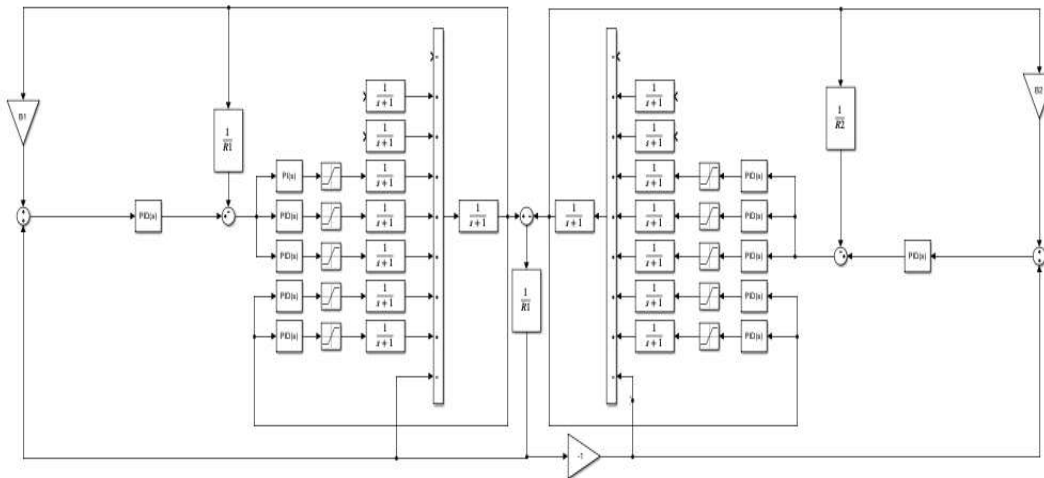 B2
1/(s+1)
1/(s+1)
B1
1/R2
1/R1
1/(s+1)
1/(s+1)
PI(s)
1/(s+1)
1/(s+1)
PID(s)
PID(s)
PID(s)
1/(s+1)
1/(s+1)
1/(s+1)
1/(s+1)
PID(s)
PID(s)
1/(s+1)
1/(s+1)
PID(s)
PID(s)
PID(s)
1/(s+1)
1/R1
1/(s+1)
PID(s)
PID(s)
1/(s+1)
1/(s+1)
PID(s)
-1